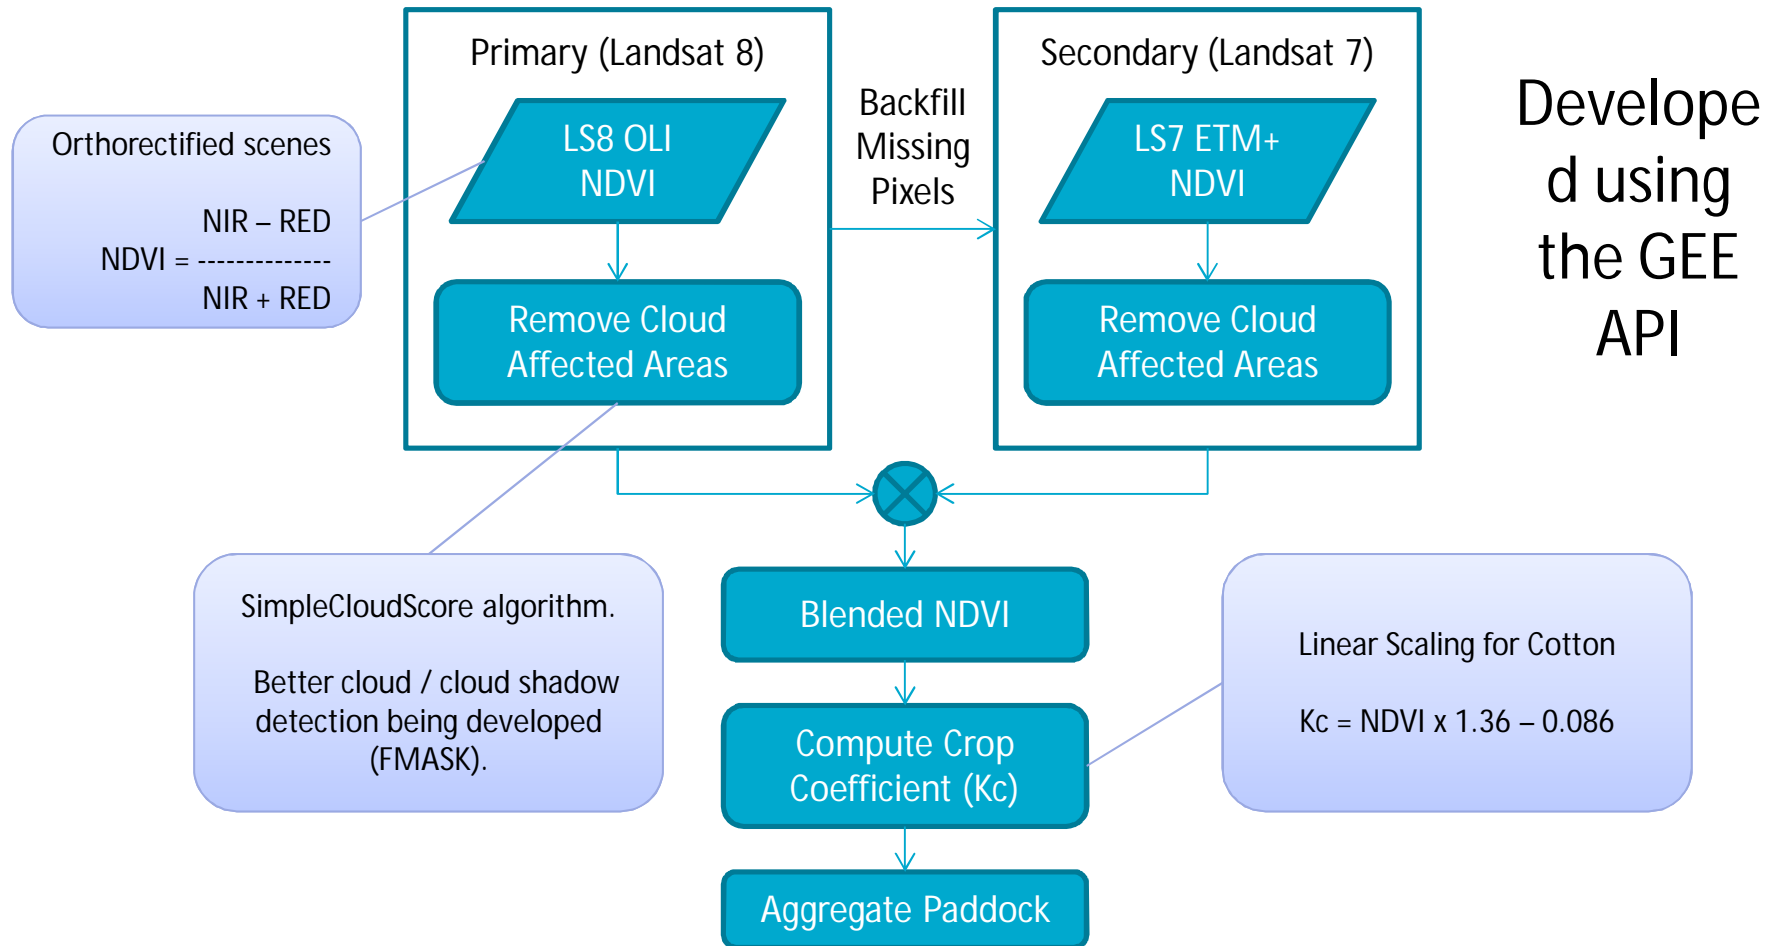 Primary (Landsat 8)
LS8 OLI
NDVI
Remove Cloud
Affected Areas
Backfill
Missing
Pixels
Secondary (Landsat 7)
LS7 ETM+
NDVI
Remove Cloud
Affected Areas
Develope
d using
the GEE
API
Orthorectified scenes
NIR – RED
NDVI = --------------
NIR + RED
SimpleCloudScore algorithm.
Better cloud / cloud shadow
detection being developed
(FMASK).
Blended NDVI
Compute Crop
Coefficient (Kc)
Linear Scaling for Cotton
Kc = NDVI x 1.36 – 0.086
Aggregate Paddock